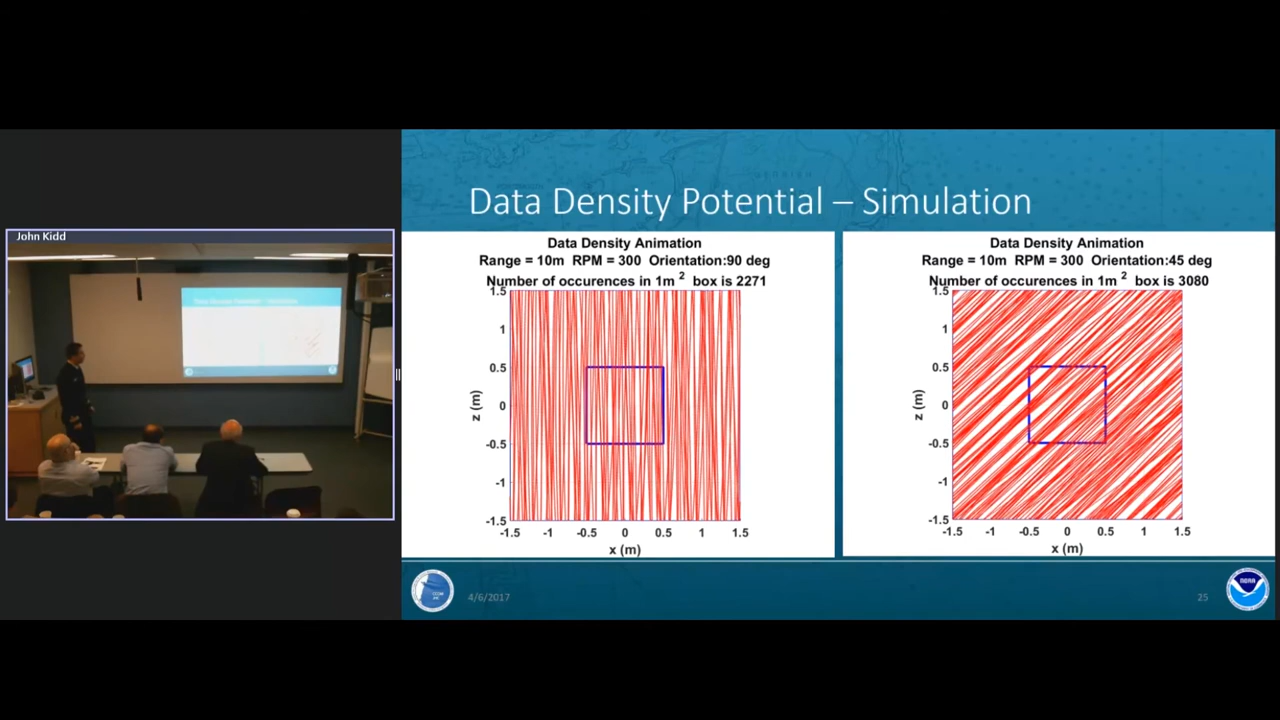 John Kidd
Data Density Potential – Simulation
Data Density Animation
Range = 10m RPM = 300 Orientation:90 deg
Number of occurences in 1m 2 box is 2271
1.5
1
0.5
0
-0.5
-1
-1.5
z (m)
-1.5 -1 -0.5 0 0.5 1 1.5
x (m)
Data Density Animation
Range = 10m RPM = 300 Orientation:45 deg
Number of occurences in 1m 2 box is 3080
1.5
1
0.5
0
-0.5
-1
-1.5
z (m)
-1.5 -1 -0.5 0 0.5 1 1.5
x (m)
4/6/2017
25
NOAA